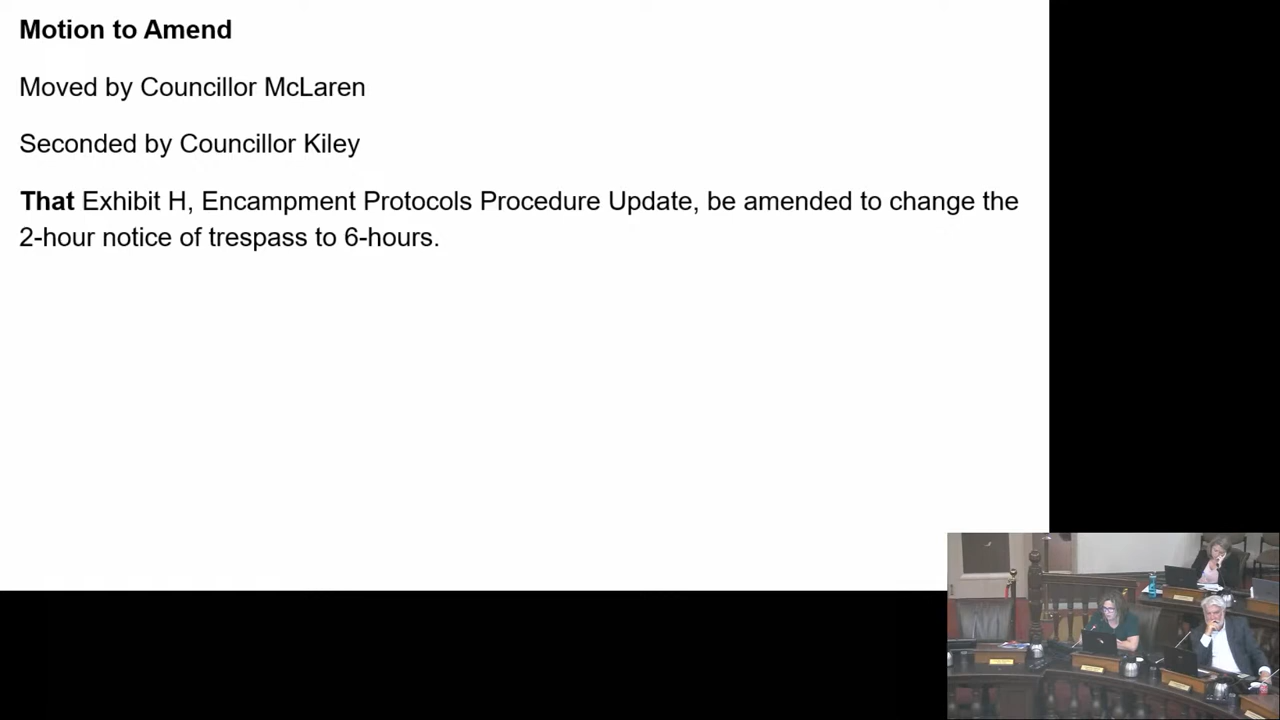 Motion to Amend
Moved by Councillor McLaren
Seconded by Councillor Kiley
That Exhibit H, Encampment Protocols Procedure Update, be amended to change the
2-hour notice of trespass to 6-hours.